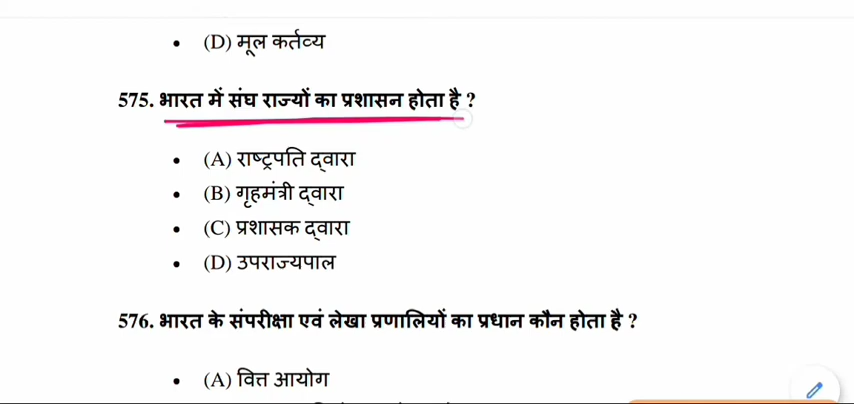 • (D) मूल कर्तव्य
575. भारत में संघ राज्यों का प्रशासन होता है ?
• (A) राष्ट्रपति द्वारा
• (B) गृहमंत्री द्वारा
• (C) प्रशासक द्वारा
• (D) उपराज्यपाल
576. भारत के संपरीक्षा एवं लेखा प्रणालियों का प्रधान कौन होता है ?
• (A) वित्त आयोग